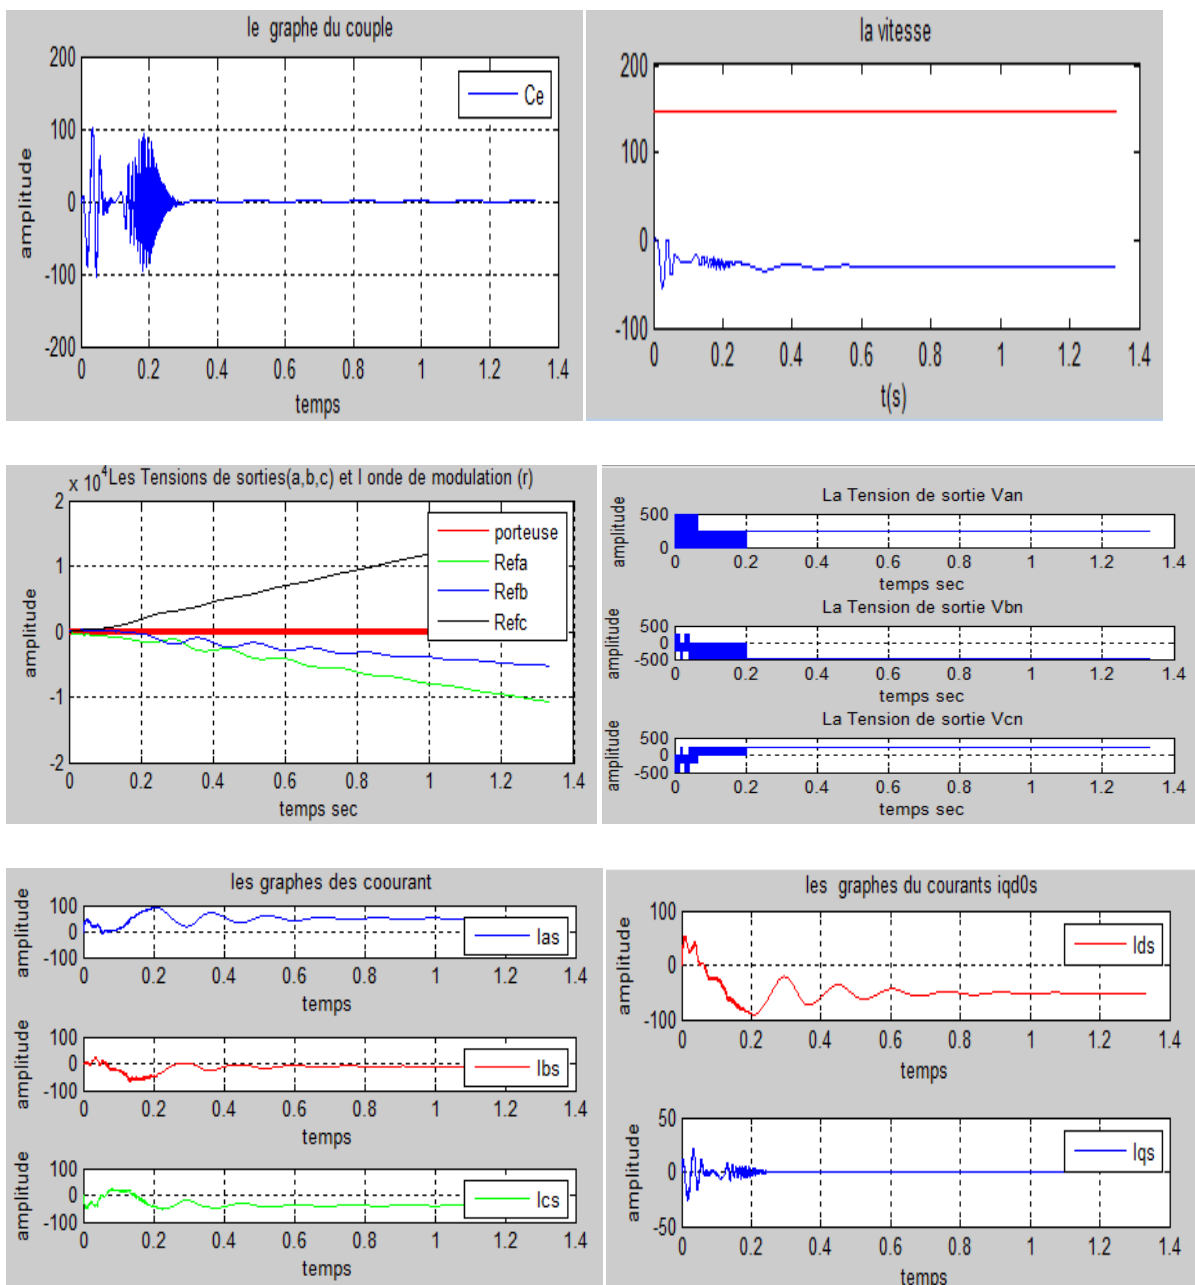 le graphe du couple
200
100
0
-100
-200
amplitude
Ce
0 0.2 0.4 0.6 0.8 1 1.2 1.4
temps
la vitesse
200
100
0
-100
0 0.2 0.4 0.6 0.8 1 1.2 1.4
t(s)
x 10^4 Les Tensions de sorties(a,b,c) et l onde de modulation (r)
2
1
0
-1
-2
amplitude
porteuse
Refa
Refb
Refc
0 0.2 0.4 0.6 0.8 1 1.2 1.4
temps sec
La Tension de sortie Van
500
0
amplitude
0 0.2 0.4 0.6 0.8 1 1.2 1.4
temps sec
La Tension de sortie Vbn
500
0
-500
amplitude
0 0.2 0.4 0.6 0.8 1 1.2 1.4
temps sec
La Tension de sortie Vcn
500
0
-500
amplitude
0 0.2 0.4 0.6 0.8 1 1.2 1.4
temps sec
les graphes des coourant
100
0
-100
amplitude
Ias
0 0.2 0.4 0.6 0.8 1 1.2 1.4
temps
100
0
-100
amplitude
Ibs
0 0.2 0.4 0.6 0.8 1 1.2 1.4
temps
100
0
-100
amplitude
Ics
0 0.2 0.4 0.6 0.8 1 1.2 1.4
temps
les graphes du courants iqd0s
100
0
-100
amplitude
Ids
0 0.2 0.4 0.6 0.8 1 1.2 1.4
temps
50
0
-50
amplitude
Iqs
0 0.2 0.4 0.6 0.8 1 1.2 1.4
temps